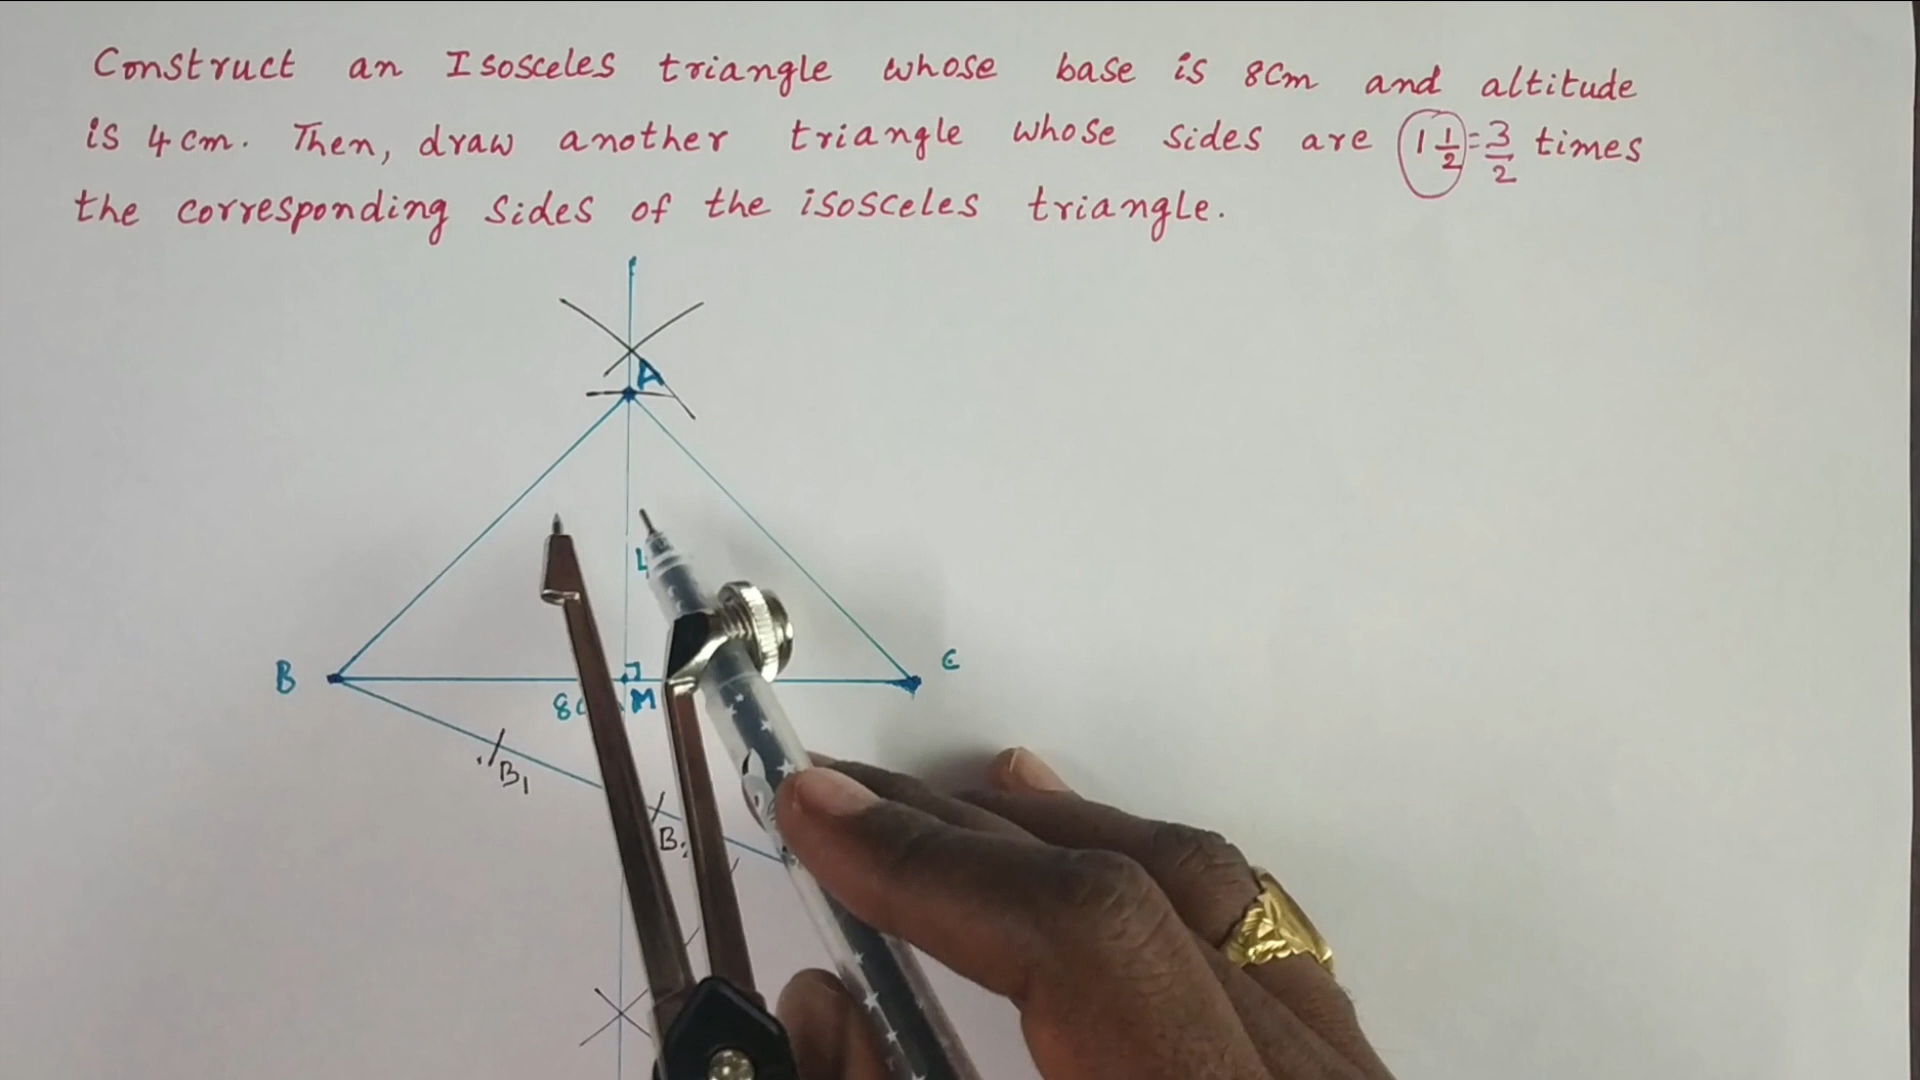 Construct an Isosceles triangle whose base is 8cm and altitude
is 4cm. Then, draw another triangle whose sides are 1 1/2 = 3/2 times
the corresponding sides of the isosceles triangle.
A
4
B
C
8
M
B1
B